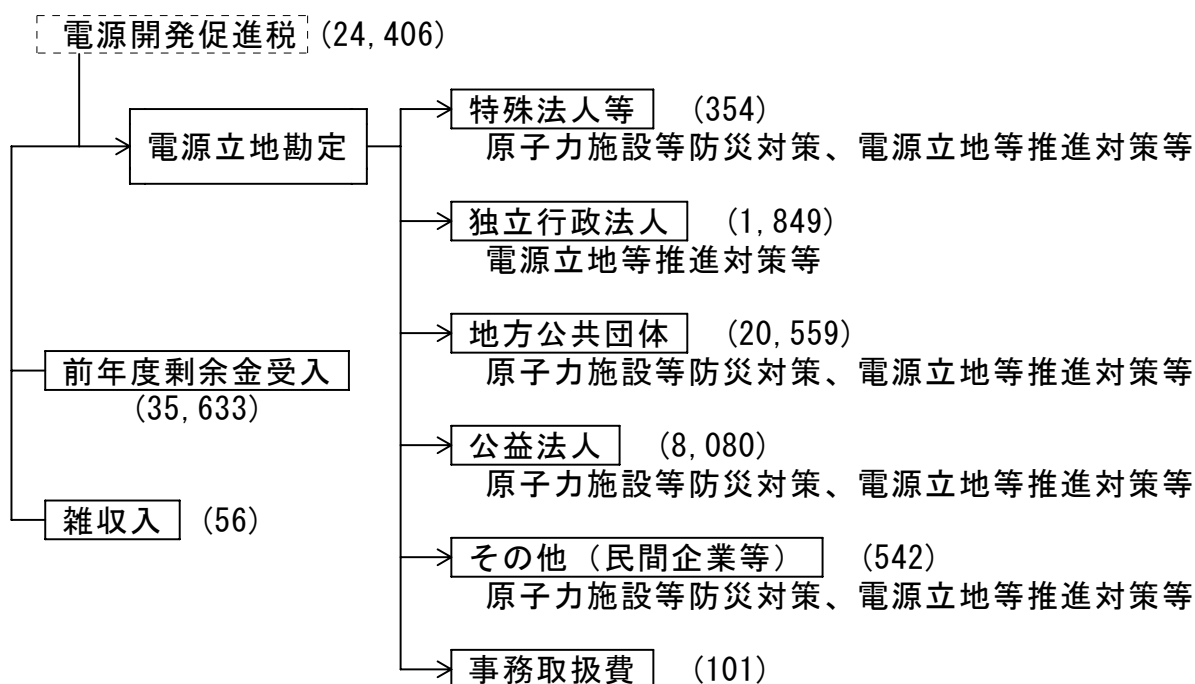 電源開発促進税 (24,406)
電源立地勘定
前年度剰余金受入
(35,633)
雑収入 (56)
特殊法人等 (354)
原子力施設等防災対策、電源立地等推進対策等
独立行政法人 (1,849)
電源立地等推進対策等
地方公共団体 (20,559)
原子力施設等防災対策、電源立地等推進対策等
公益法人 (8,080)
原子力施設等防災対策、電源立地等推進対策等
その他（民間企業等） (542)
原子力施設等防災対策、電源立地等推進対策等
事務取扱費 (101)